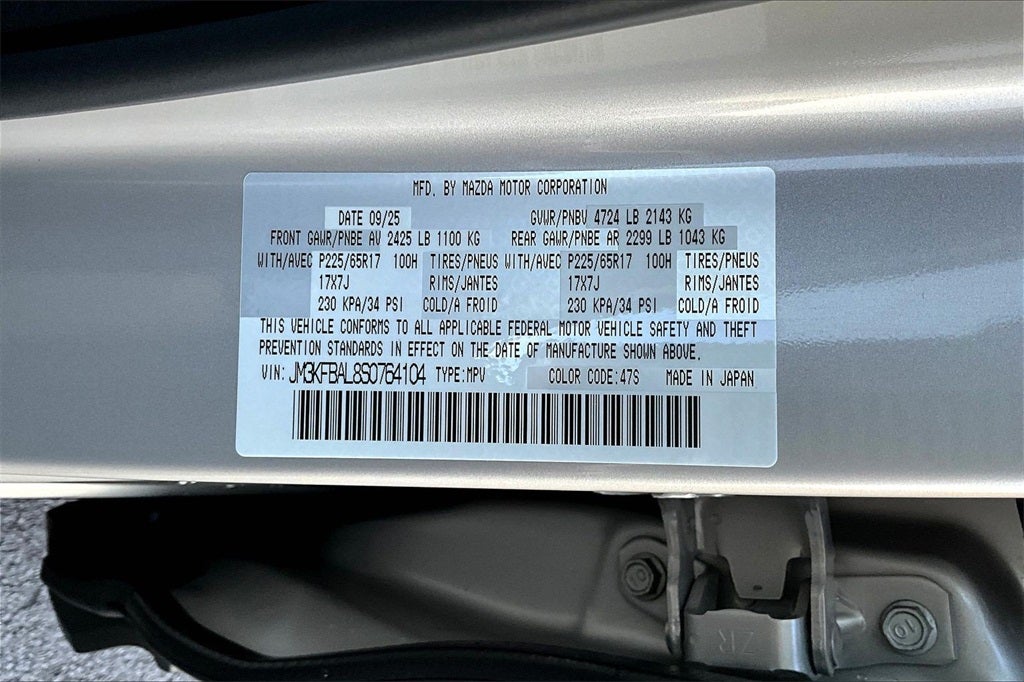 MFD. BY MAZDA MOTOR CORPORATION
DATE 09/25 GVWR/PNBV 4724 LB 2143 KG
FRONT GAWR/PNBE AV 2425 LB 1100 KG REAR GAWR/PNBE AR 2299 LB 1043 KG
WITH/AVEC P225/65R17 100H TIRES/PNEUS WITH/AVEC P225/65R17 100H TIRES/PNEUS
17X7J RIMS/JANTES 17X7J RIMS/JANTES
230 KPA/34 PSI COLD/A FROID 230 KPA/34 PSI COLD/A FROID
THIS VEHICLE CONFORMS TO ALL APPLICABLE FEDERAL MOTOR VEHICLE SAFETY AND THEFT
PREVENTION STANDARDS IN EFFECT ON THE DATE OF MANUFACTURE SHOWN ABOVE.
VIN: JM3KFBAL8S0764104 TYPE:MPV COLOR CODE:47S MADE IN JAPAN
10
ZR
10